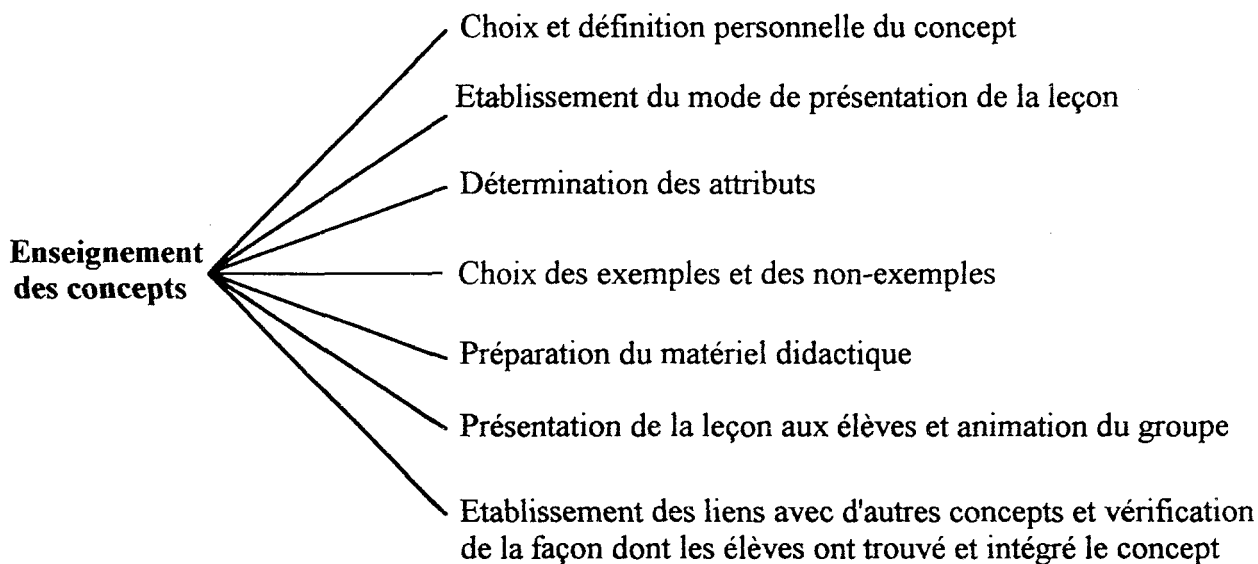 Choix et définition personnelle du concept
Etablissement du mode de présentation de la leçon
Détermination des attributs
Enseignement
des concepts
Choix des exemples et des non-exemples
Préparation du matériel didactique
Présentation de la leçon aux élèves et animation du groupe
Etablissement des liens avec d'autres concepts et vérification
de la façon dont les élèves ont trouvé et intégré le concept